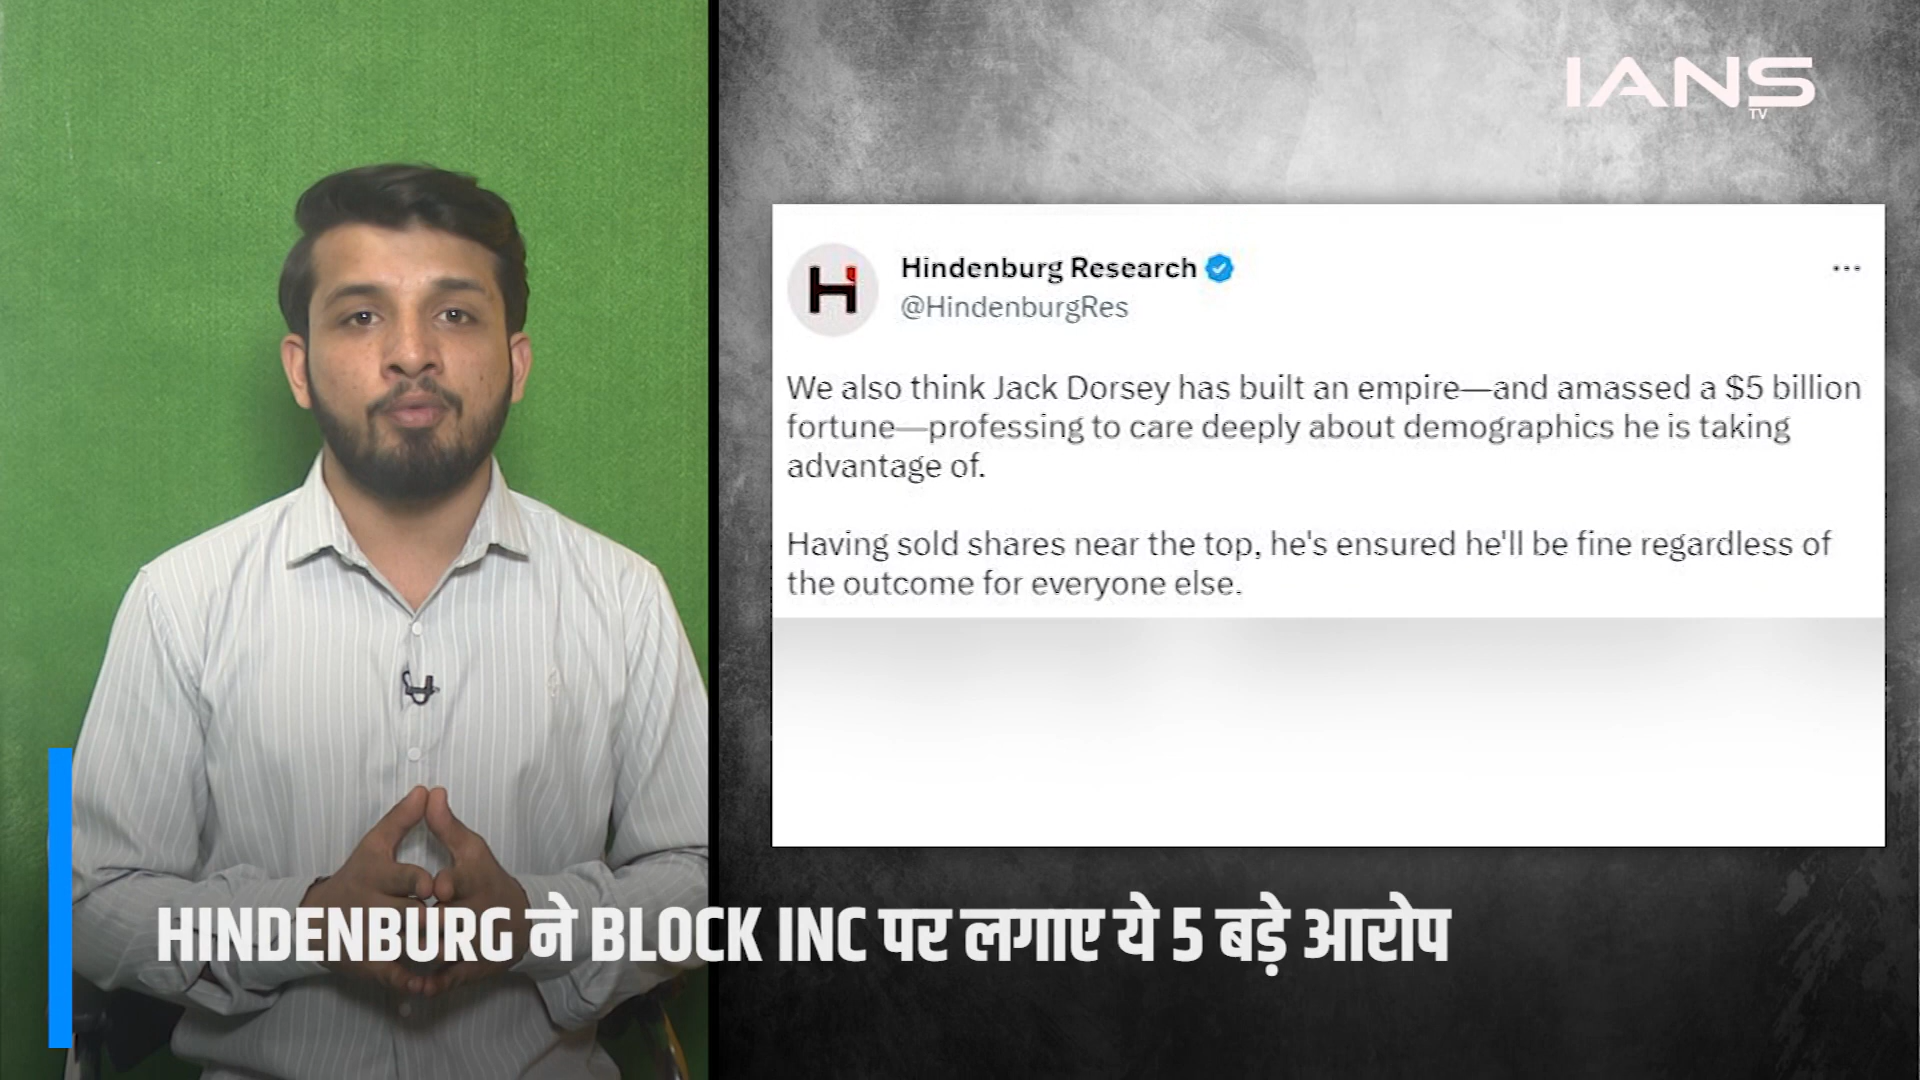 IANS
TV
Hindenburg Research
@HindenburgRes
We also think Jack Dorsey has built an empire—and amassed a $5 billion
fortune—professing to care deeply about demographics he is taking
advantage of.
Having sold shares near the top, he's ensured he'll be fine regardless of
the outcome for everyone else.
HINDENBURG ने BLOCK INC पर लगाए ये 5 बड़े आरोप